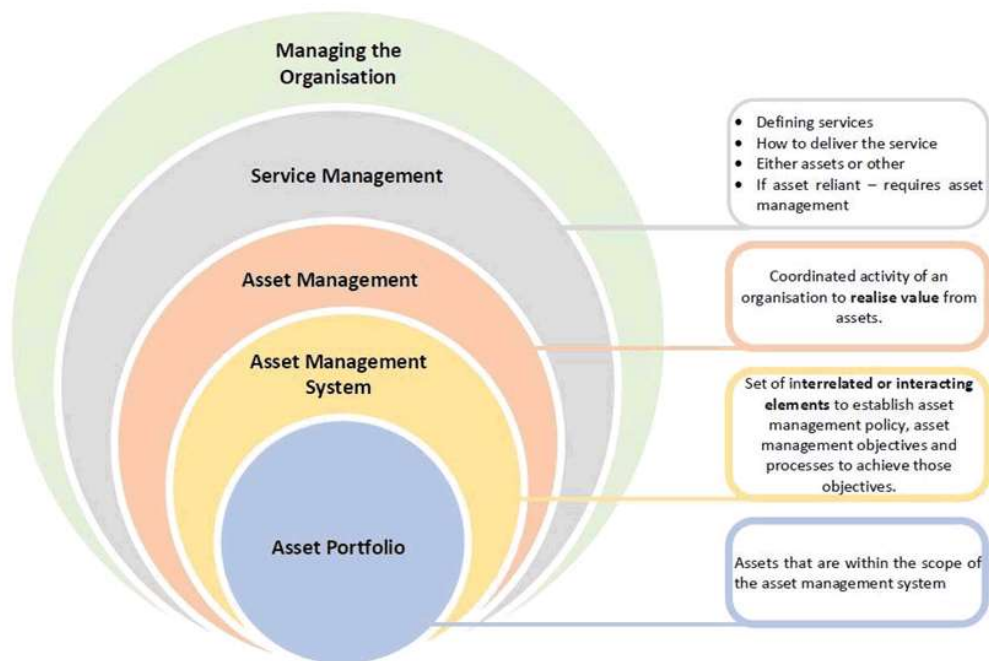 Managing the
Organisation
Service Management
Asset Management
Asset Management
System
Asset Portfolio
• Defining services
• How to deliver the service
• Either assets or other
• If asset reliant – requires asset
management
Coordinated activity of an
organisation to realise value from
assets.
Set of interrelated or interacting
elements to establish asset
management policy, asset
management objectives and
processes to achieve those
objectives.
Assets that are within the scope of
the asset management system